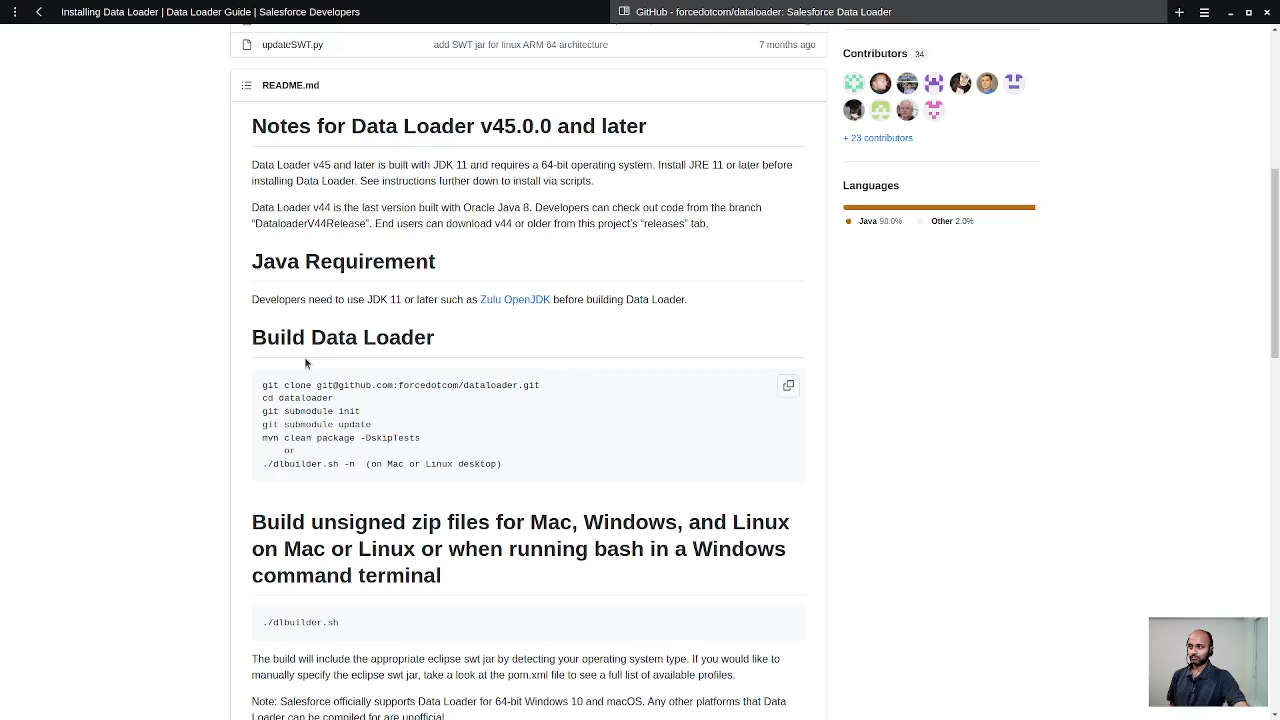 Installing Data Loader | Data Loader Guide | Salesforce Developers
GitHub - forcedotcom/dataloader: Salesforce Data Loader
updateSWT.py add SWT jar for linux ARM 64 architecture 7 months ago
README.md
Notes for Data Loader v45.0.0 and later
Data Loader v45 and later is built with JDK 11 and requires a 64-bit operating system. Install JRE 11 or later before
installing Data Loader. See instructions further down to install via scripts.
Data Loader v44 is the last version built with Oracle Java 8. Developers can check out code from the branch
“DataloaderV44Release”. End users can download v44 or older from this project’s “releases” tab.
Java Requirement
Developers need to use JDK 11 or later such as Zulu OpenJDK before building Data Loader.
Build Data Loader
git clone git@github.com:forcedotcom/dataloader.git
cd dataloader
git submodule init
git submodule update
mvn clean package -DskipTests
or
./dlbuilder.sh -n (on Mac or Linux desktop)
Build unsigned zip files for Mac, Windows, and Linux
on Mac or Linux or when running bash in a Windows
command terminal
./dlbuilder.sh
The build will include the appropriate eclipse swt jar by detecting your operating system type. If you would like to
manually specify the eclipse swt jar, take a look at the pom.xml file to see a full list of available profiles.
Note: Salesforce officially supports Data Loader for 64-bit Windows 10 and macOS. Any other platforms that Data
Loader can be compiled for are unofficial.
Contributors 34
+ 23 contributors
Languages
Java 98.0% Other 2.0%